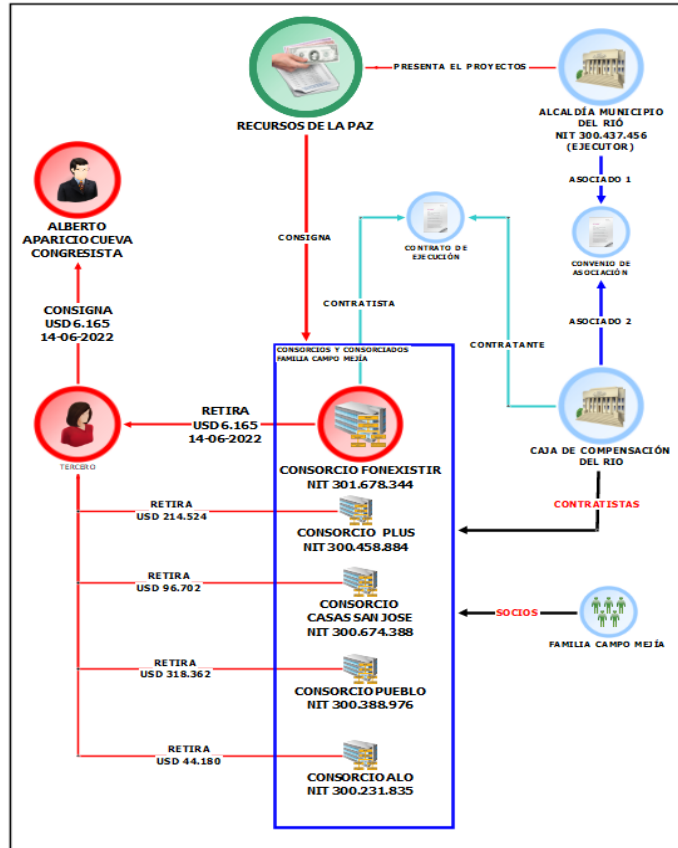 PRESENTA EL PROYECTOS
RECURSOS DE LA PAZ
ALCALDÍA MUNICIPIO
DEL RIÓ
NIT 300.437.456
(EJECUTOR)
ASOCIADO 1
ALBERTO
APARICIO CUEVA
CONGRESISTA
CONSIGNA
CONTRATO DE
EJECUCIÓN
CONVENIO DE
ASOCIACIÓN
CONSIGNA
USD 6.165
14-06-2022
CONTRATISTA
ASOCIADO 2
CONTRATANTE
CONSORCIOS Y CONSORCIADOS
FAMILIA CAMPO MEJÍA
RETIRA
USD 6.165
14-06-2022
TERCERO
CONSORCIO FONEXISTIR
NIT 301.678.344
CAJA DE COMPENSACIÓN
DEL RIO
CONTRATISTAS
RETIRA
USD 214.524
CONSORCIO PLUS
NIT 300.458.884
RETIRA
USD 96.702
CONSORCIO
CASAS SAN JOSE
NIT 300.674.388
SOCIOS
FAMILIA CAMPO MEJÍA
RETIRA
USD 318.362
CONSORCIO PUEBLO
NIT 300.388.976
RETIRA
USD 44.180
CONSORCIO ALO
NIT 300.231.835